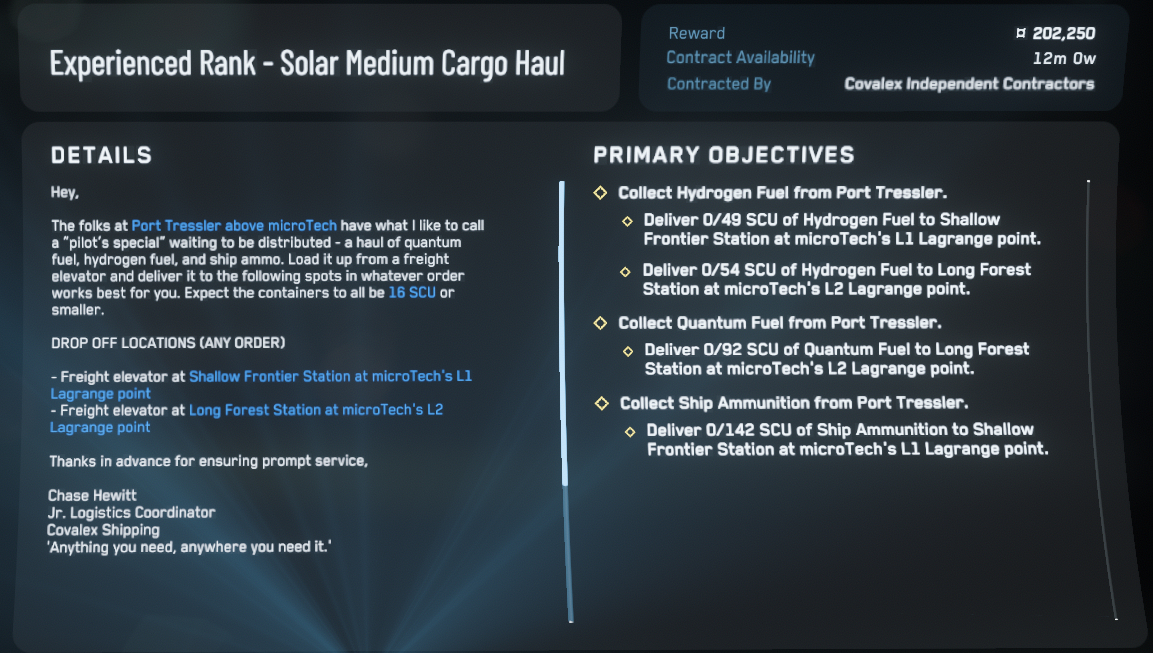 Experienced Rank - Solar Medium Cargo Haul
Reward ¤ 202,250
Contract Availability 12m 0w
Contracted By Covalex Independent Contractors
DETAILS
Hey,
The folks at Port Tressler above microTech have what I like to call
a "pilot's special" waiting to be distributed - a haul of quantum
fuel, hydrogen fuel, and ship ammo. Load it up from a freight
elevator and deliver it to the following spots in whatever order
works best for you. Expect the containers to all be 16 SCU or
smaller.
DROP OFF LOCATIONS (ANY ORDER)
- Freight elevator at Shallow Frontier Station at microTech's L1
Lagrange point
- Freight elevator at Long Forest Station at microTech's L2
Lagrange point
Thanks in advance for ensuring prompt service,
Chase Hewitt
Jr. Logistics Coordinator
Covalex Shipping
'Anything you need, anywhere you need it.'
PRIMARY OBJECTIVES
Collect Hydrogen Fuel from Port Tressler.
Deliver 0/49 SCU of Hydrogen Fuel to Shallow
Frontier Station at microTech's L1 Lagrange point.
Deliver 0/54 SCU of Hydrogen Fuel to Long Forest
Station at microTech's L2 Lagrange point.
Collect Quantum Fuel from Port Tressler.
Deliver 0/92 SCU of Quantum Fuel to Long Forest
Station at microTech's L2 Lagrange point.
Collect Ship Ammunition from Port Tressler.
Deliver 0/142 SCU of Ship Ammunition to Shallow
Frontier Station at microTech's L1 Lagrange point.